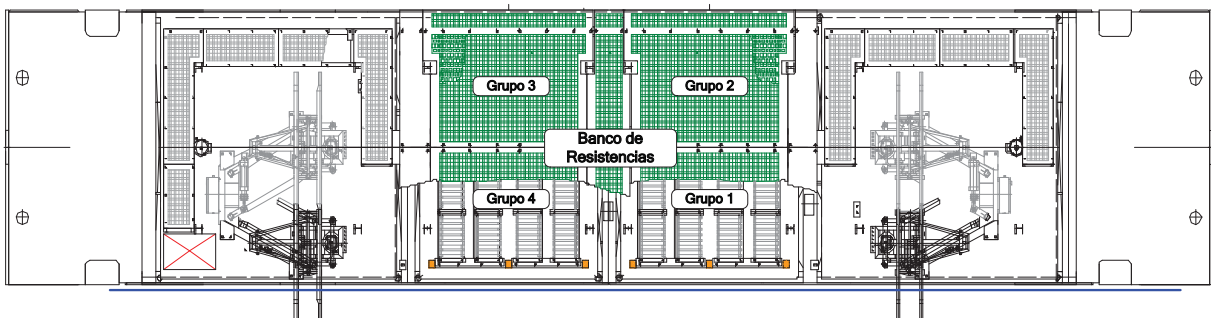 Grupo 3
Grupo 2
Banco de
Resistencias
Grupo 4
Grupo 1